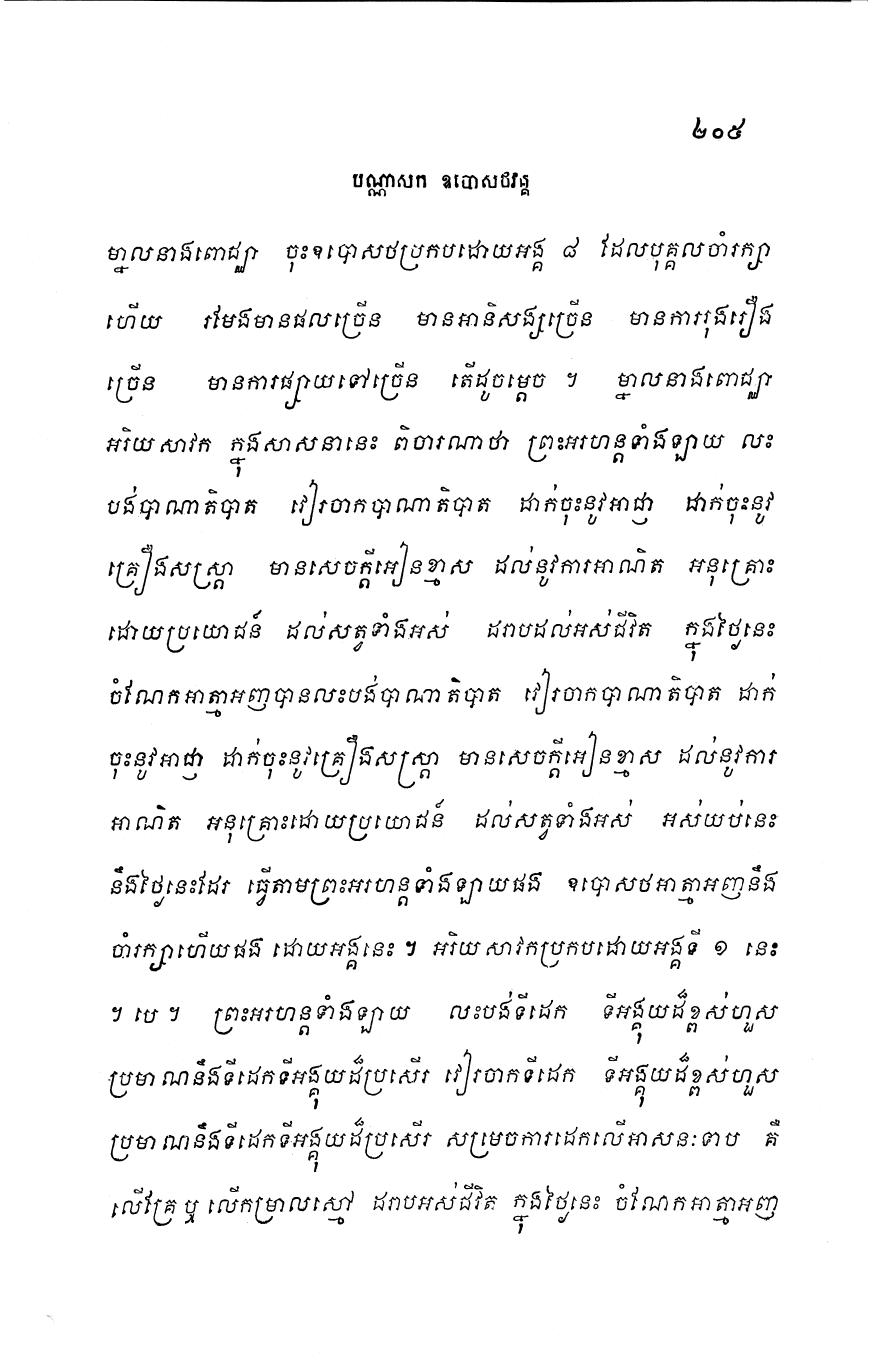 ២០៥
បណ្ណាសក ឧបោសថវគ្គ
ម្នាលនាងពោជ្ឈា ចុះឧបោសថប្រកបដោយអង្គ ៨ ដែលបុគ្គលចាំរក្សា
ហើយ រមែងមានផលច្រើន មានអានិសង្សច្រើន មានការរុងរឿង
ច្រើន មានការផ្សាយទៅច្រើន តើដូចម្តេច ។ ម្នាលនាងពោជ្ឈា
អរិយសាវក ក្នុងសាសនានេះ ពិចារណាថា ព្រះអរហន្តទាំងឡាយ លះ
បង់បាណាតិបាត វៀរចាកបាណាតិបាត ដាក់ចុះនូវអាជ្ញា ដាក់ចុះនូវ
គ្រឿងសស្ត្រា មានសេចក្តីអៀនខ្មាស ដល់នូវការអាណិត អនុគ្រោះ
ដោយប្រយោជន៍ ដល់សត្វទាំងអស់ ដរាបដល់អស់ជីវិត ក្នុងថ្ងៃនេះ
ចំណែកអាត្មាអញបានលះបង់បាណាតិបាត វៀរចាកបាណាតិបាត ដាក់
ចុះនូវអាជ្ញា ដាក់ចុះនូវគ្រឿងសស្ត្រា មានសេចក្តីអៀនខ្មាស ដល់នូវការ
អាណិត អនុគ្រោះដោយប្រយោជន៍ ដល់សត្វទាំងអស់ អស់យប់នេះ
នឹងថ្ងៃនេះដែរ ធ្វើតាមព្រះអរហន្តទាំងឡាយផង ឧបោសថអាត្មាអញនឹង
ចាំរក្សាហើយផង ដោយអង្គនេះ ។ អរិយសាវកប្រកបដោយអង្គទី ១ នេះ
។ បេ ។ ព្រះអរហន្តទាំងឡាយ លះបង់ទីដេក ទីអង្គុយដ៏ខ្ពស់ហួស
ប្រមាណនឹងទីដេកទីអង្គុយដ៏ប្រសើរ វៀរចាកទីដេក ទីអង្គុយដ៏ខ្ពស់ហួស
ប្រមាណនឹងទីដេកទីអង្គុយដ៏ប្រសើរ សម្រេចការដេកលើអាសនៈទាប គឺ
លើគ្រែ ឬ លើកម្រាលស្មៅ ដរាបអស់ជីវិត ក្នុងថ្ងៃនេះ ចំណែកអាត្មាអញ